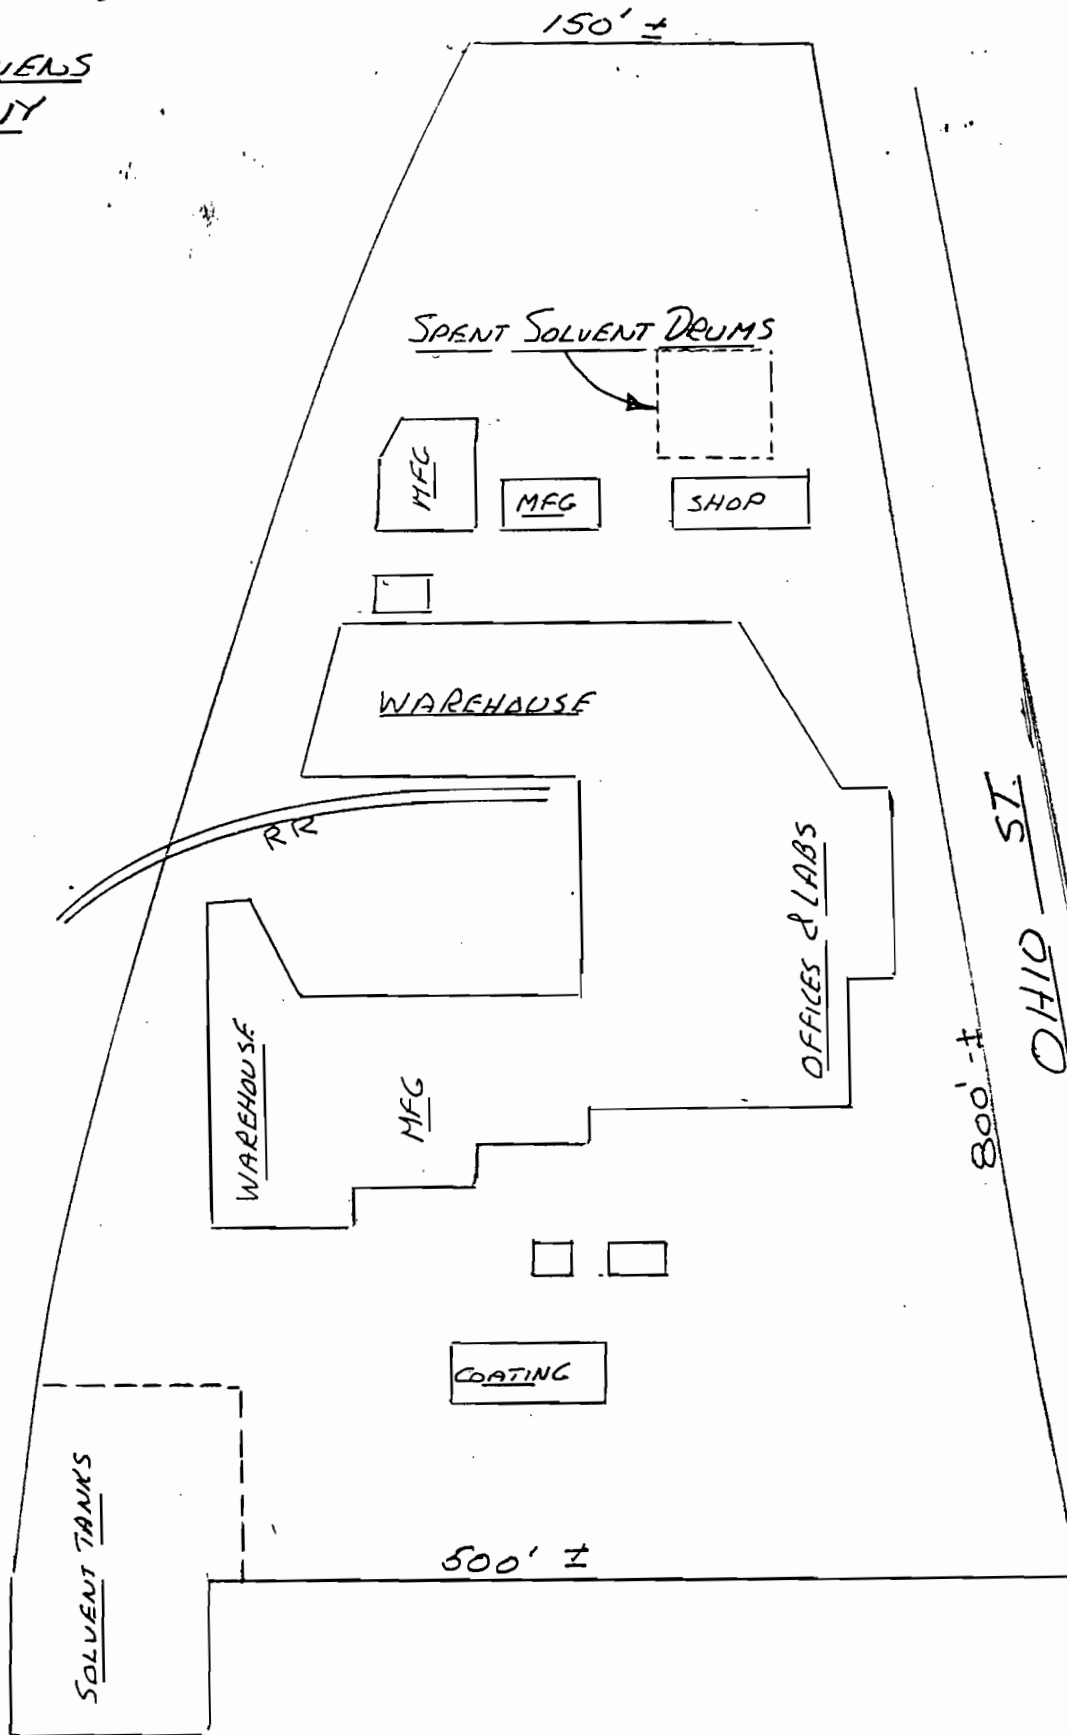 150' ±
SPENT SOLVENT DRUMS
MFG
MFG
SHOP
WAREHOUSE
RR
OFFICES & LABS
OHIO ST.
800' ±
WAREHOUSE
MFG
COATING
SOLVENT TANKS
500' ±